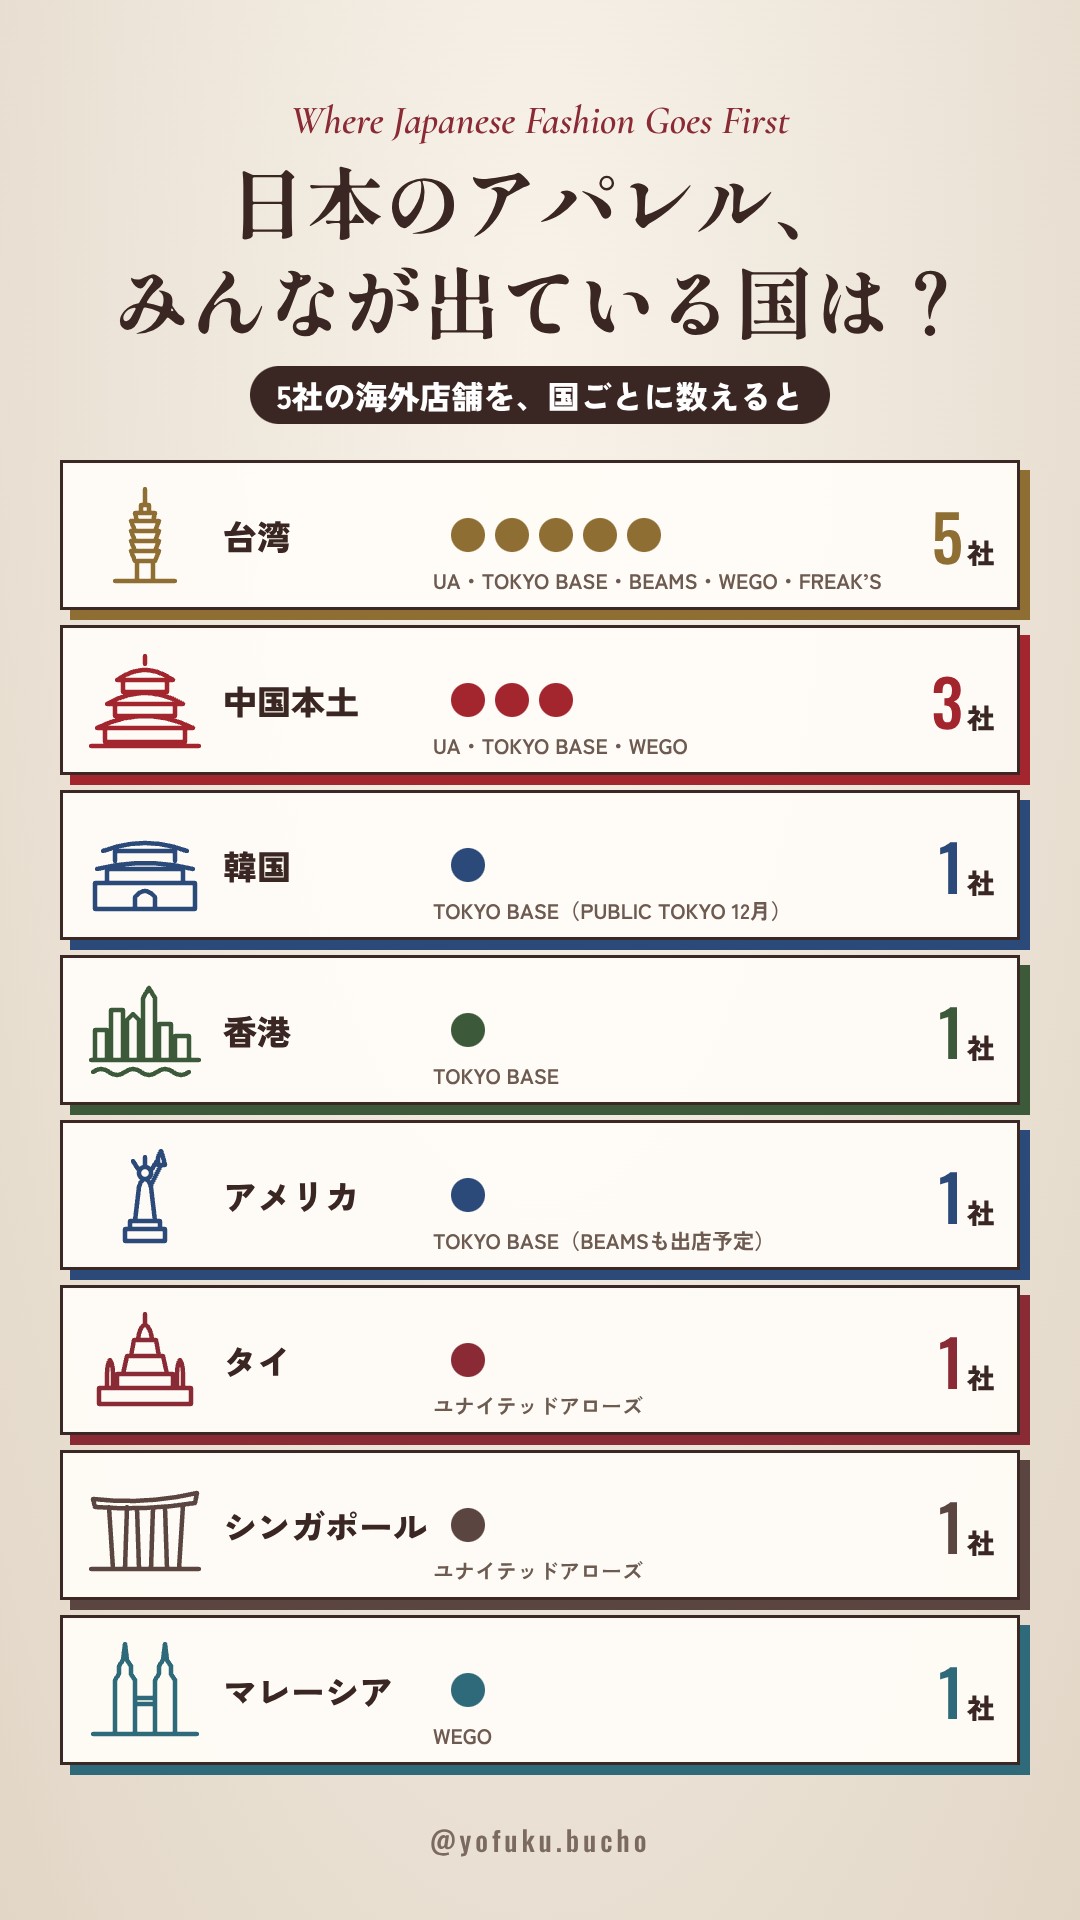 Where Japanese Fashion Goes First
日本のアパレル、
みんなが出ている国は？
5社の海外店舗を、国ごとに数えると
台湾
UA・TOKYO BASE・BEAMS・WEGO・FREAK’S
5社
中国本土
UA・TOKYO BASE・WEGO
3社
韓国
TOKYO BASE（PUBLIC TOKYO 12月）
1社
香港
TOKYO BASE
1社
アメリカ
TOKYO BASE（BEAMSも出店予定）
1社
タイ
ユナイテッドアローズ
1社
シンガポール
ユナイテッドアローズ
1社
マレーシア
WEGO
1社
@yofuku.bucho